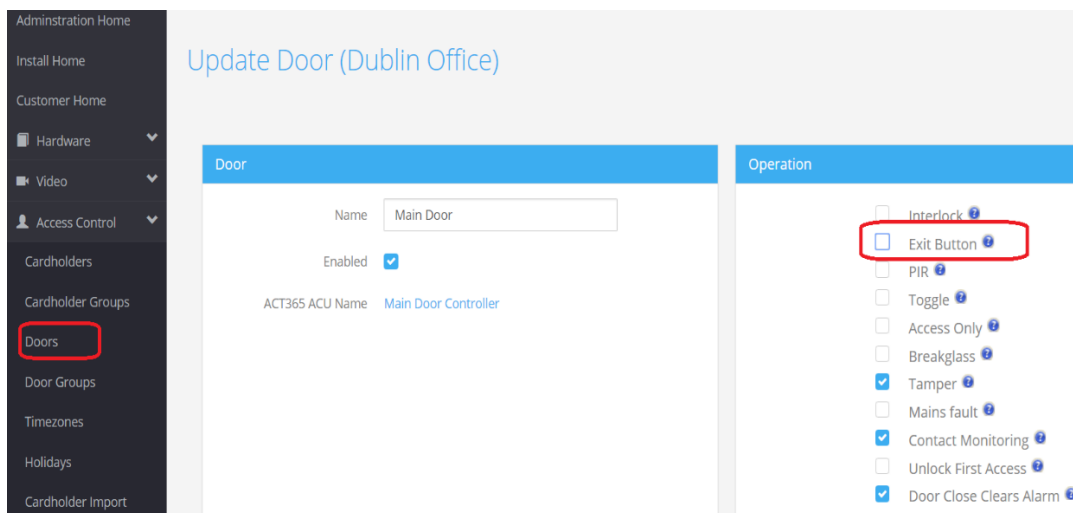 Adminstration Home
Install Home
Customer Home
Hardware
Video
Access Control
Cardholders
Cardholder Groups
Doors
Door Groups
Timezones
Holidays
Cardholder Import
Update Door (Dublin Office)
Door
Name Main Door
Enabled
ACT365 ACU Name Main Door Controller
Operation
Interlock ?
Exit Button ?
PIR ?
Toggle ?
Access Only ?
Breakglass ?
Tamper ?
Mains fault ?
Contact Monitoring ?
Unlock First Access ?
Door Close Clears Alarm ?